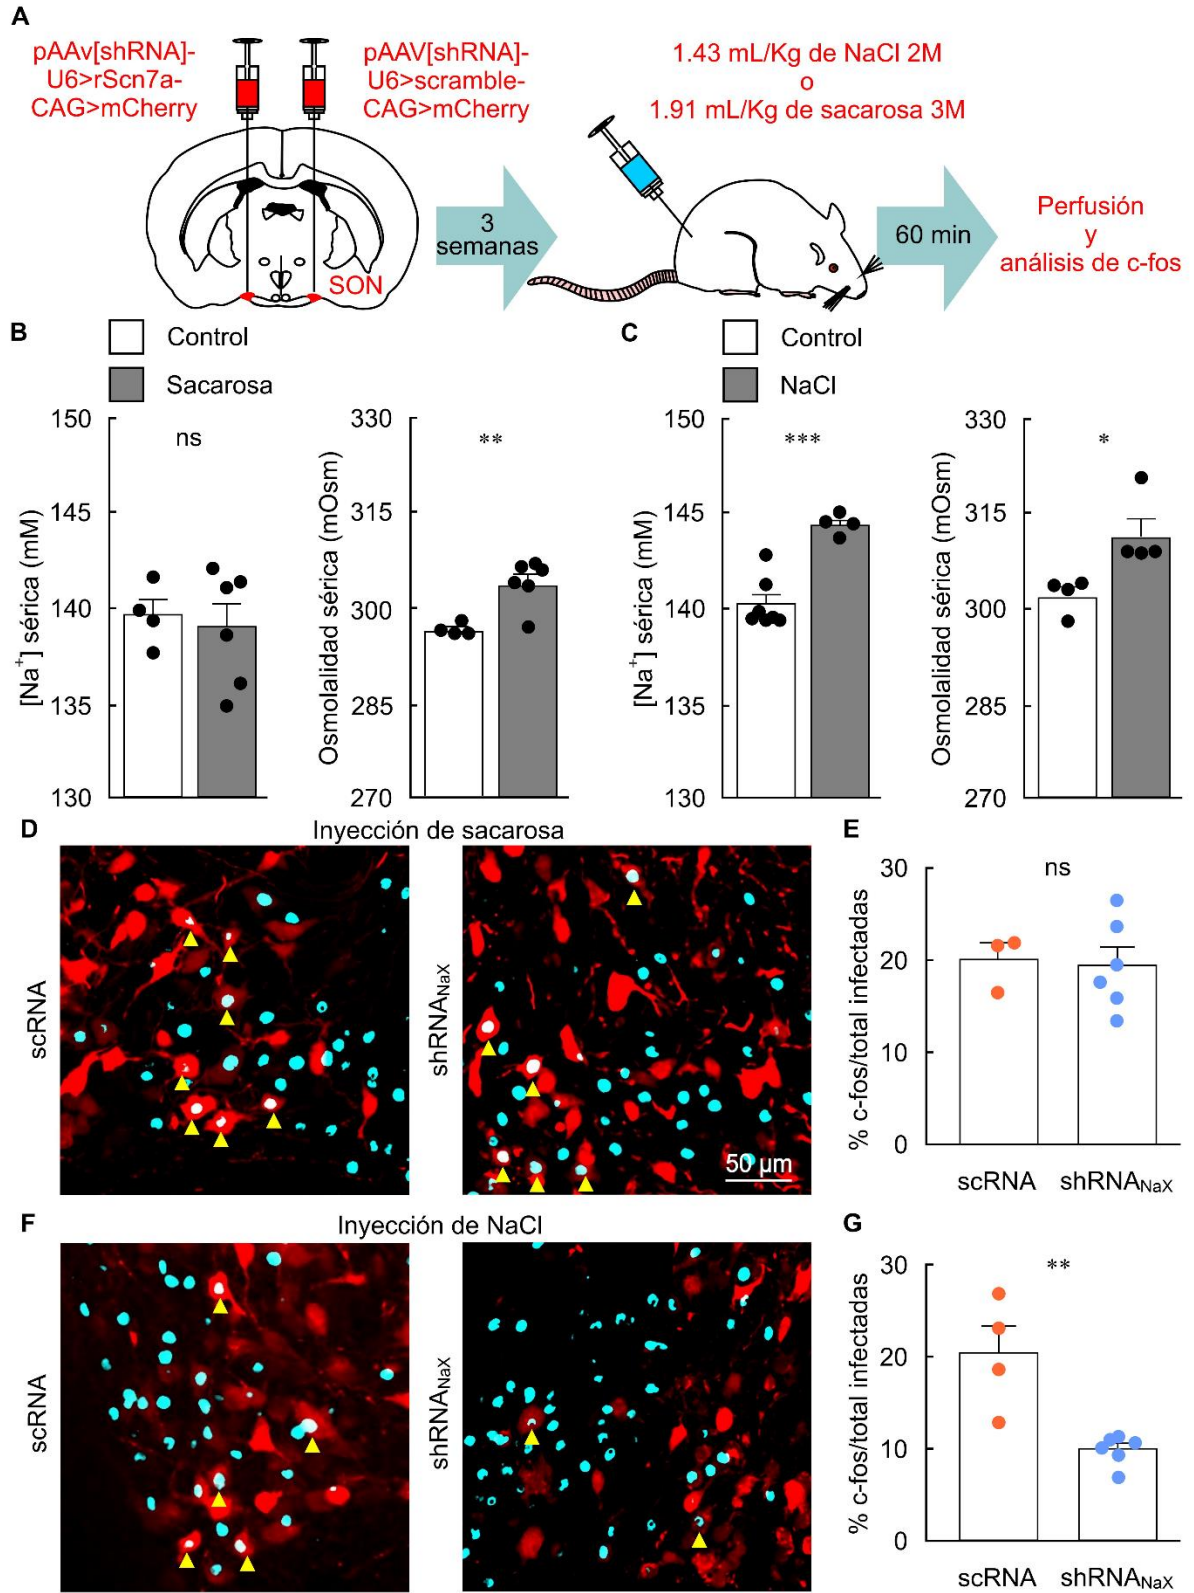 A
pAAv[shRNA]-
U6>rScn7a-
CAG>mCherry
pAAV[shRNA]-
U6>scramble-
CAG>mCherry
1.43 mL/Kg de NaCl 2M
o
1.91 mL/Kg de sacarosa 3M
3
semanas
SON
60 min
Perfusión
y
análisis de c-fos
B
Control
Sacarosa
[Na+] sérica (mM)
150
145
140
135
130
ns
Osmolalidad sérica (mOsm)
330
315
300
285
270
**
C
Control
NaCl
[Na+] sérica (mM)
150
145
140
135
130
***
Osmolalidad sérica (mOsm)
330
315
300
285
270
*
D
Inyección de sacarosa
scRNA
shRNANaX
50 µm
E
% c-fos/total infectadas
30
20
10
0
ns
scRNA
shRNANaX
F
Inyección de NaCl
scRNA
shRNANaX
G
% c-fos/total infectadas
30
20
10
0
**
scRNA
shRNANaX